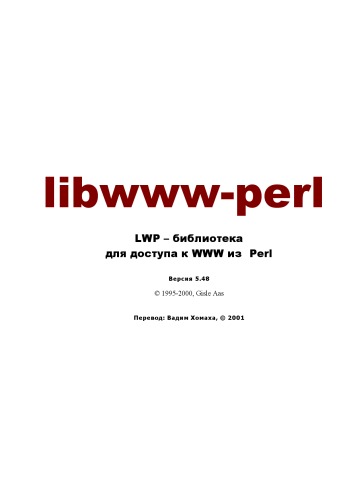 libwww-perl
LWP – библиотека
для доступа к WWW из Perl
Версия 5.48
© 1995-2000, Gisle Aas
Перевод: Вадим Хомаха, © 2001